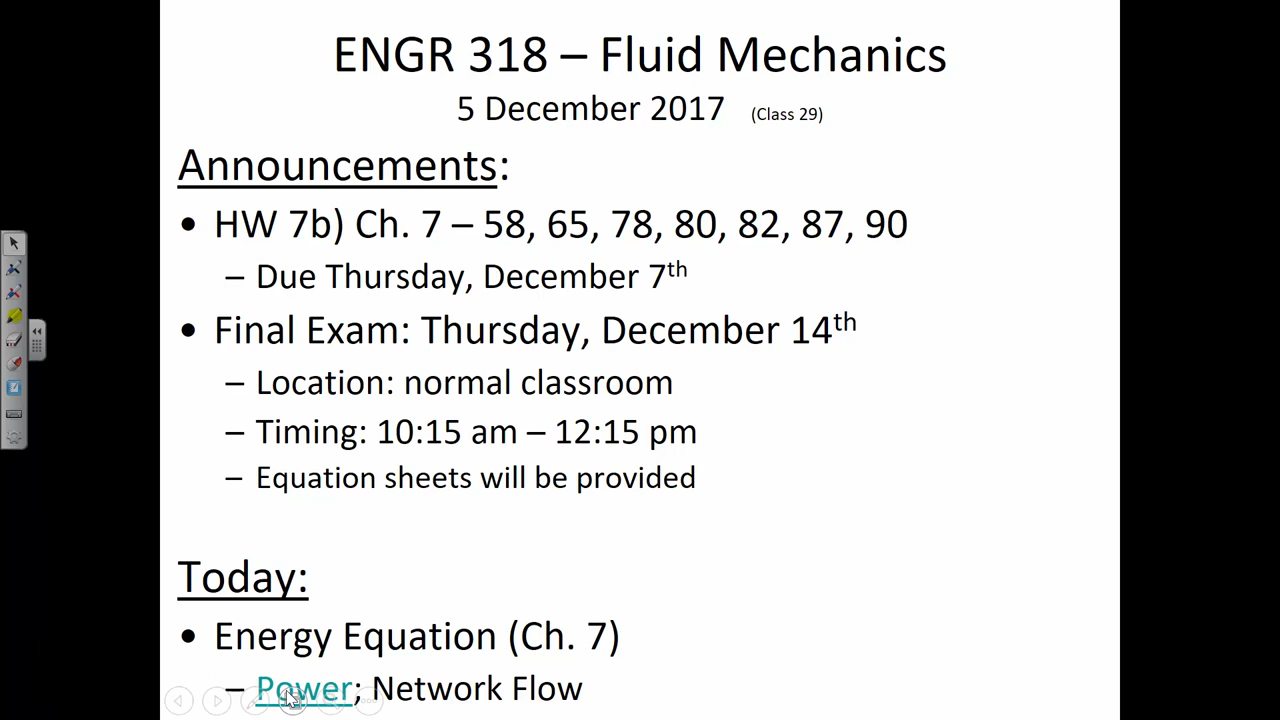 ENGR 318 – Fluid Mechanics
5 December 2017 (Class 29)
Announcements:
• HW 7b) Ch. 7 – 58, 65, 78, 80, 82, 87, 90
– Due Thursday, December 7th
• Final Exam: Thursday, December 14th
– Location: normal classroom
– Timing: 10:15 am – 12:15 pm
– Equation sheets will be provided
Today:
• Energy Equation (Ch. 7)
– Power; Network Flow